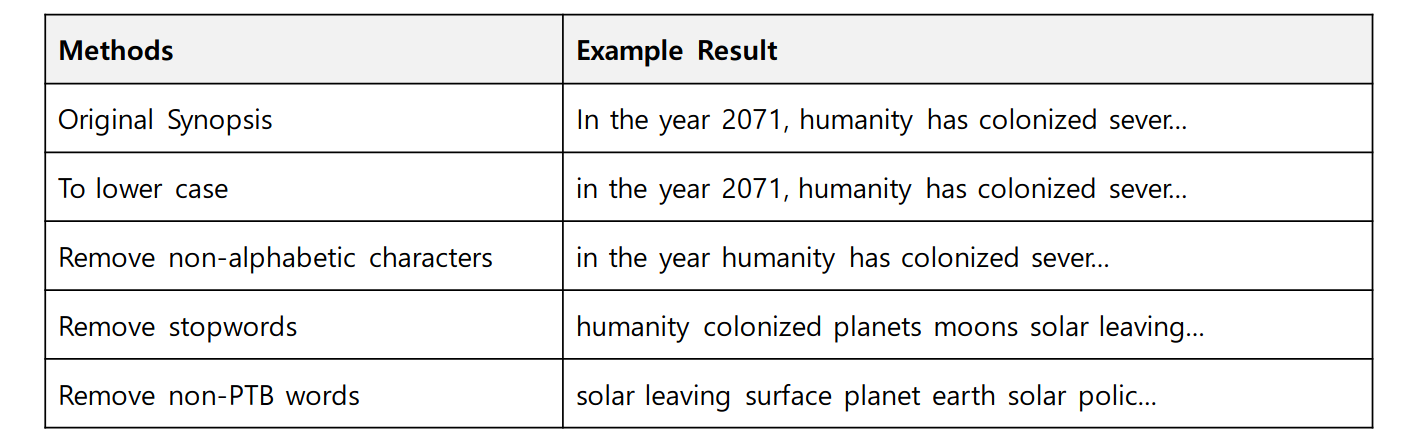 Methods Example Result
Original Synopsis In the year 2071, humanity has colonized sever...
To lower case in the year 2071, humanity has colonized sever...
Remove non-alphabetic characters in the year humanity has colonized sever...
Remove stopwords humanity colonized planets moons solar leaving...
Remove non-PTB words solar leaving surface planet earth solar polic...